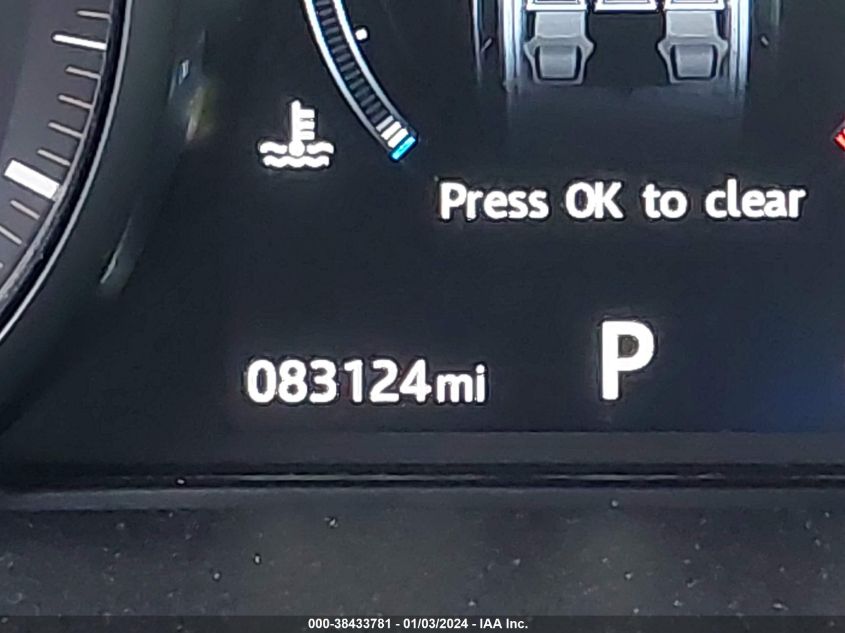 Press OK to clear
P
083124mi
000-38433781 - 01/03/2024 - IAA Inc.